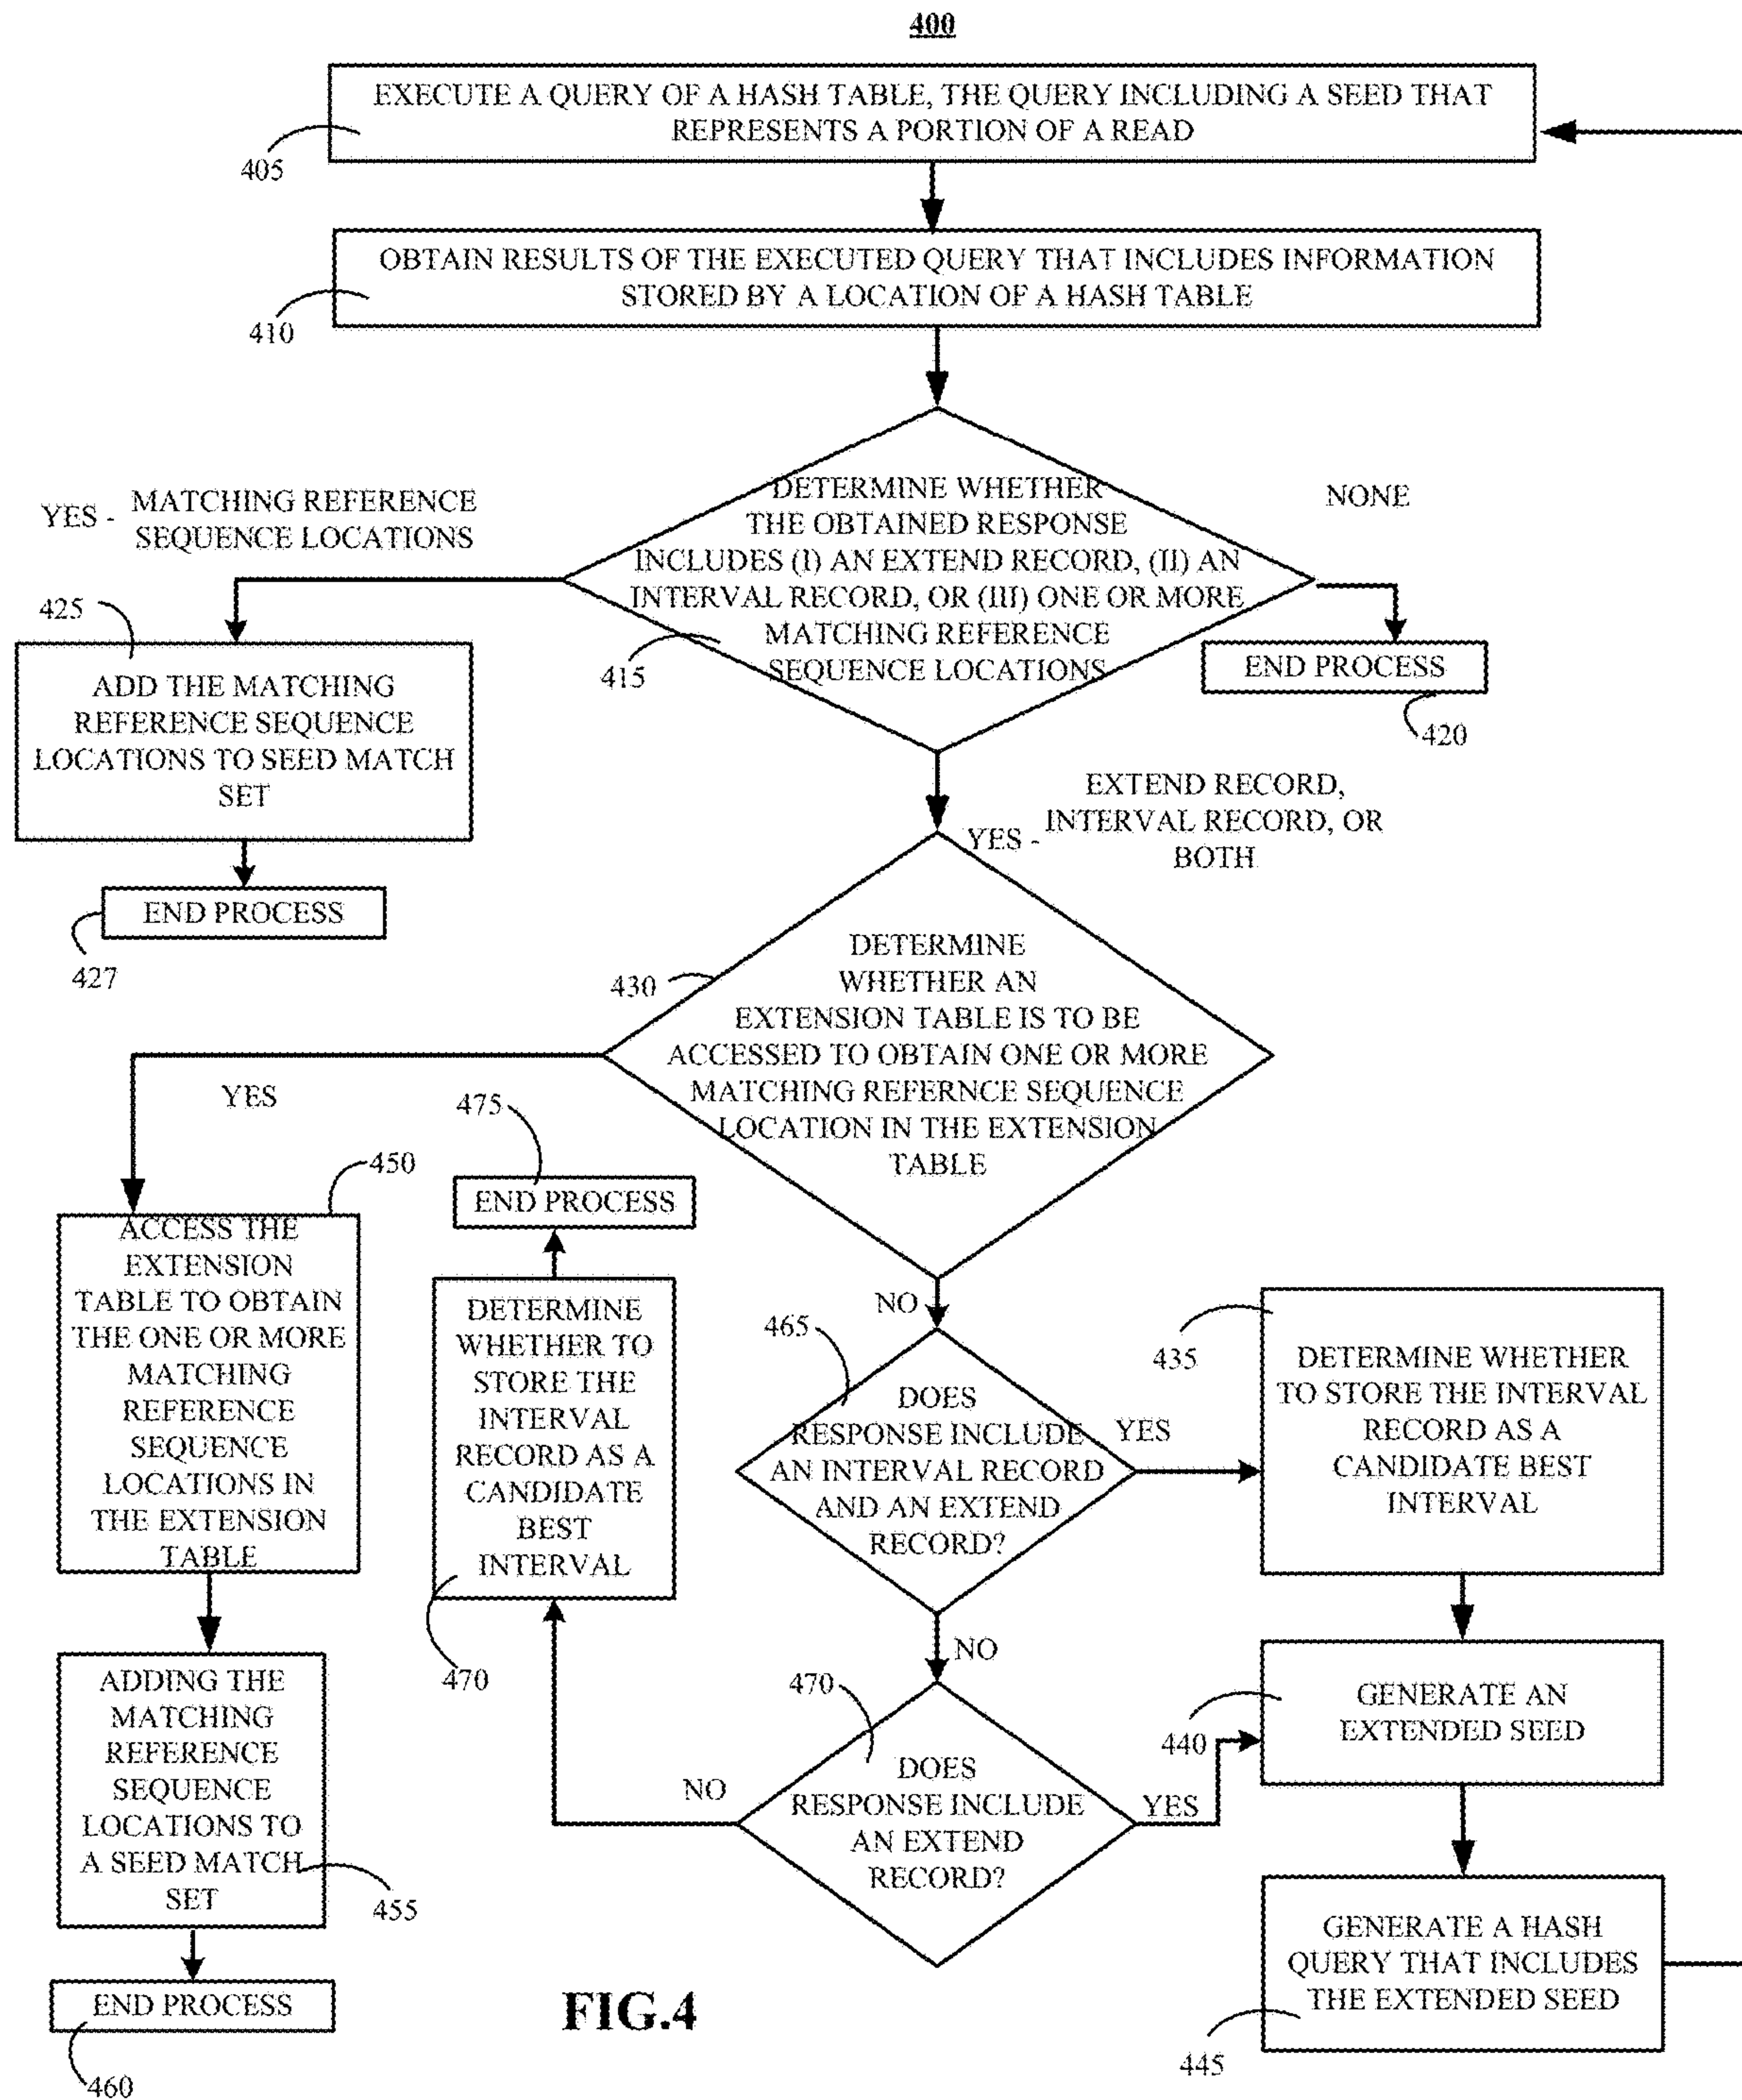 400
EXECUTE A QUERY OF A HASH TABLE, THE QUERY INCLUDING A SEED THAT
REPRESENTS A PORTION OF A READ
405
OBTAIN RESULTS OF THE EXECUTED QUERY THAT INCLUDES INFORMATION
STORED BY A LOCATION OF A HASH TABLE
410
DETERMINE WHETHER
THE OBTAINED RESPONSE
INCLUDES (I) AN EXTEND RECORD, (II) AN
INTERVAL RECORD, OR (III) ONE OR MORE
MATCHING REFERENCE
SEQUENCE LOCATIONS
415
YES - MATCHING REFERENCE
SEQUENCE LOCATIONS
NONE
END PROCESS
420
425
ADD THE MATCHING
REFERENCE SEQUENCE
LOCATIONS TO SEED MATCH
SET
END PROCESS
427
YES - EXTEND RECORD,
INTERVAL RECORD, OR
BOTH
430
DETERMINE
WHETHER AN
EXTENSION TABLE IS TO BE
ACCESSED TO OBTAIN ONE OR MORE
MATCHING REFERNCE SEQUENCE
LOCATION IN THE EXTENSION
TABLE
YES
450
ACCESS THE
EXTENSION
TABLE TO OBTAIN
THE ONE OR MORE
MATCHING
REFERENCE
SEQUENCE
LOCATIONS IN
THE EXTENSION
TABLE
ADDING THE
MATCHING
REFERENCE
SEQUENCE
LOCATIONS TO
A SEED MATCH
SET
455
END PROCESS
460
475
END PROCESS
DETERMINE
WHETHER TO
STORE THE
INTERVAL
RECORD AS A
CANDIDATE
BEST
INTERVAL
470
NO
465
DOES
RESPONSE INCLUDE
AN INTERVAL RECORD
AND AN EXTEND
RECORD?
YES
NO
470
DOES
RESPONSE INCLUDE
AN EXTEND
RECORD?
NO
YES
435
DETERMINE WHETHER
TO STORE THE INTERVAL
RECORD AS A
CANDIDATE BEST
INTERVAL
GENERATE AN
EXTENDED SEED
440
GENERATE A HASH
QUERY THAT INCLUDES
THE EXTENDED SEED
445
FIG.4